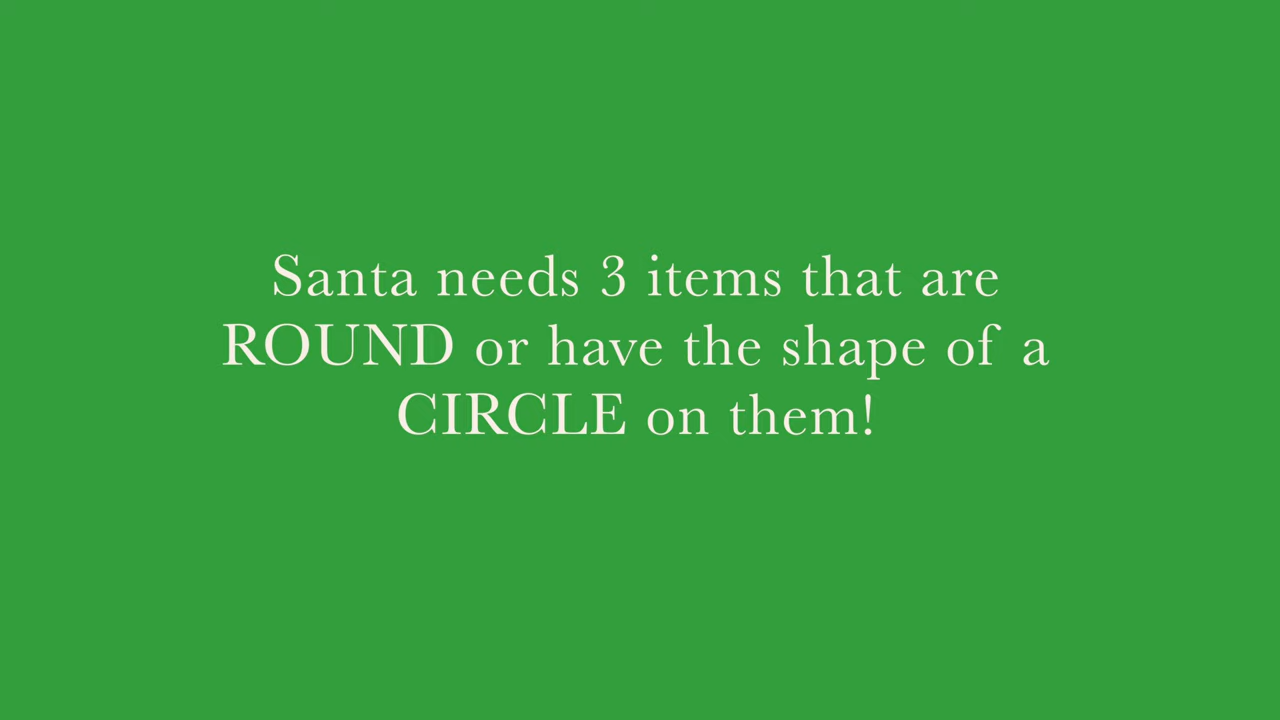 Santa needs 3 items that are
ROUND or have the shape of a
CIRCLE on them!